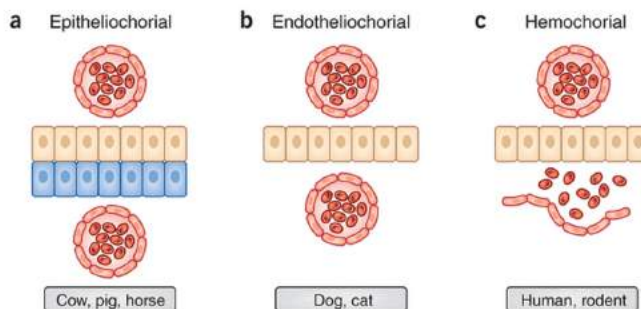 a Epitheliochorial
b Endotheliochorial
c Hemochorial
Cow, pig, horse
Dog, cat
Human, rodent